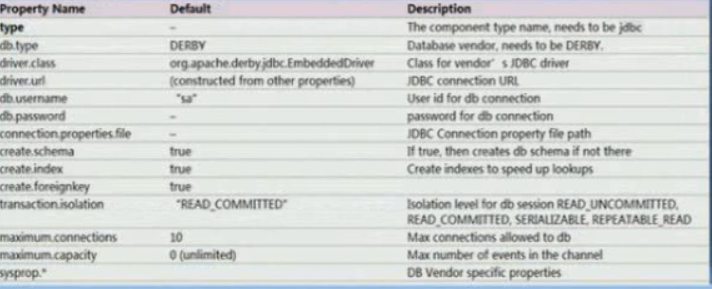 Property Name Default Description
type – The component type name, needs to be jdbc
db.type DERBY Database vendor, needs to be DERBY.
driver.class org.apache.derby.jdbc.EmbeddedDriver Class for vendor's JDBC driver
driver.url (constructed from other properties) JDBC connection URL
db.username "sa" User id for db connection
db.password – password for db connection
connection.properties.file – JDBC Connection property file path
create.schema true If true, then creates db schema if not there
create.index true Create indexes to speed up lookups
create.foreignkey true
transaction.isolation "READ_COMMITTED" Isolation level for db session READ_UNCOMMITTED,
READ_COMMITTED, SERIALIZABLE, REPEATABLE_READ
maximum.connections 10 Max connections allowed to db
maximum.capacity 0 (unlimited) Max number of events in the channel
sysprop.* DB Vendor specific properties